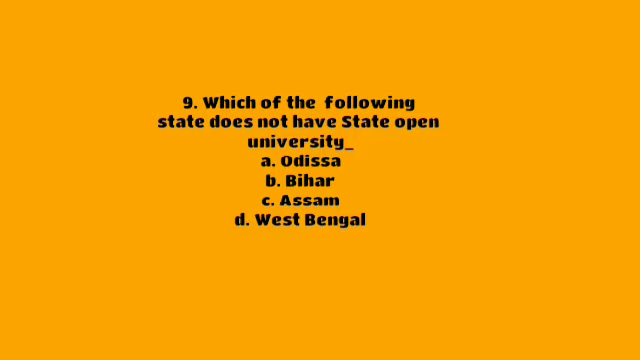 9. Which of the following
state does not have State open
university_
a. Odissa
b. Bihar
c. Assam
d. West Bengal